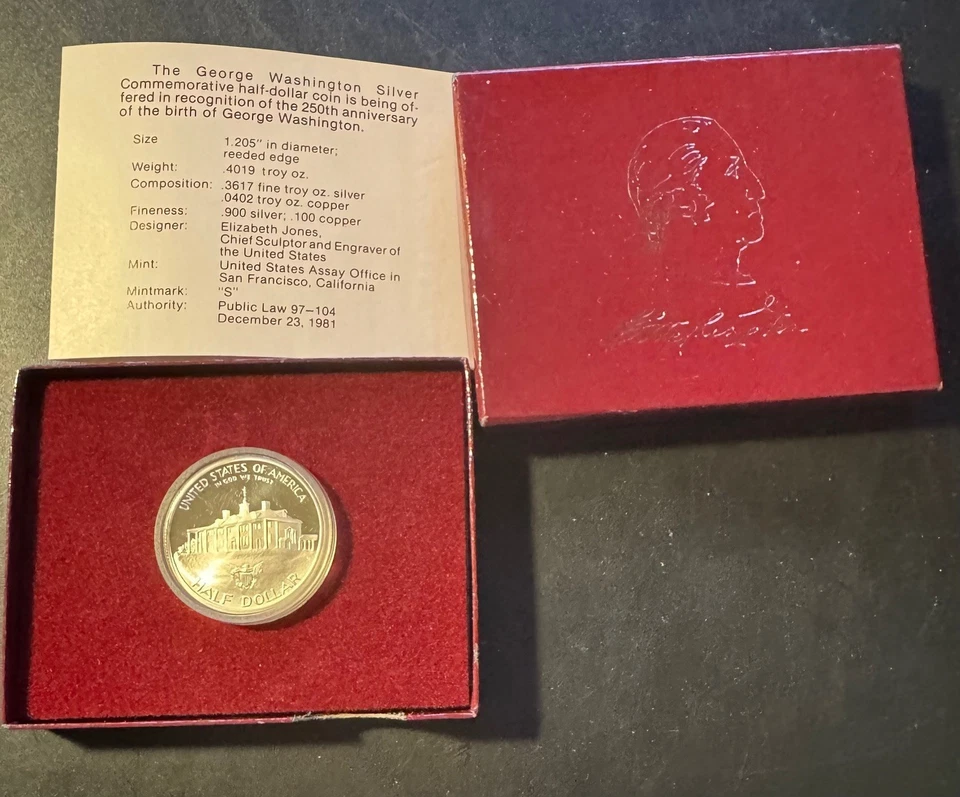 The George Washington Silver
Commemorative half-dollar coin is being of-
fered in recognition of the 250th anniversary
of the birth of George Washington.
Size 1.205" in diameter;
reeded edge
Weight: .4019 troy oz.
Composition: .3617 fine troy oz. silver
.0402 troy oz. copper
Fineness: .900 silver; .100 copper
Designer: Elizabeth Jones,
Chief Sculptor and Engraver of
the United States
Mint: United States Assay Office in
San Francisco, California
Mintmark: "S"
Authority: Public Law 97–104
December 23, 1981
UNITED STATES OF AMERICA
IN GOD WE TRUST
HALF DOLLAR